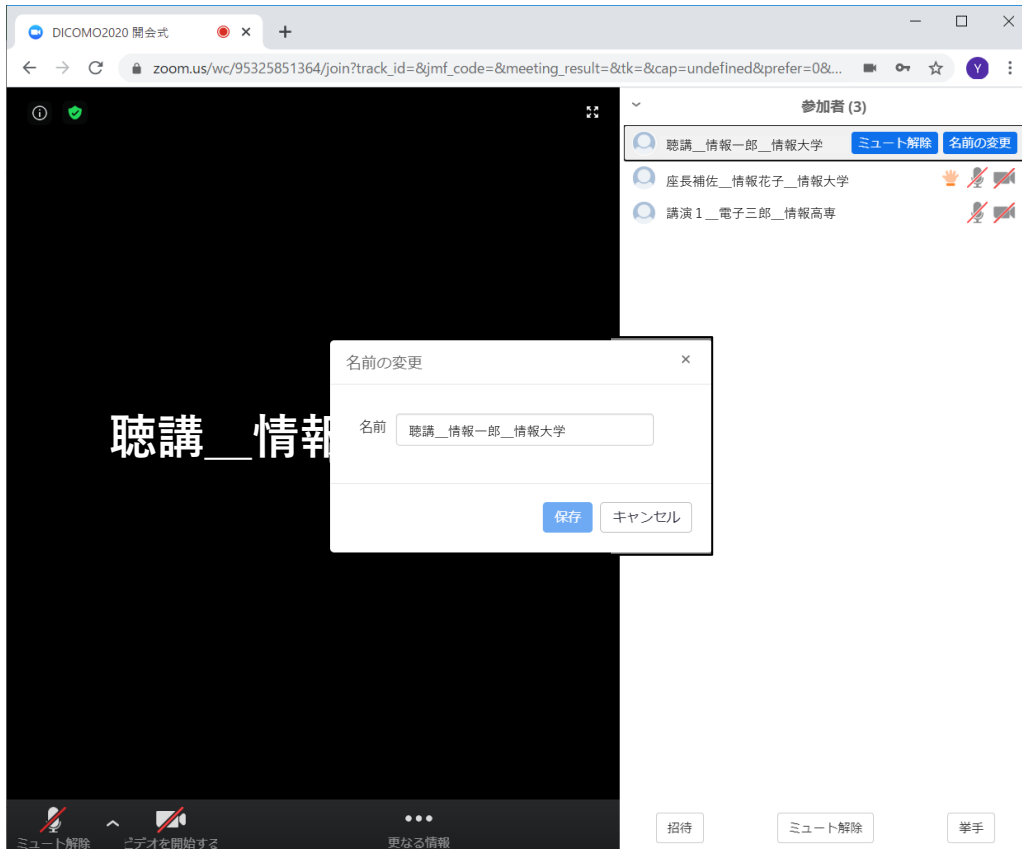 DICOMO2020 開会式
zoom.us/wc/95325851364/join?track_id=&jmf_code=&meeting_result=&tk=&cap=undefined&prefer=0&...
Y
参加者 (3)
聴講__情報一郎__情報大学 ミュート解除 名前の変更
座長補佐__情報花子__情報大学
講演１__電子三郎__情報高専
名前の変更
聴講__情報
名前 聴講__情報一郎__情報大学
保存 キャンセル
ミュート解除 ビデオを開始する 更なる情報
招待 ミュート解除 挙手